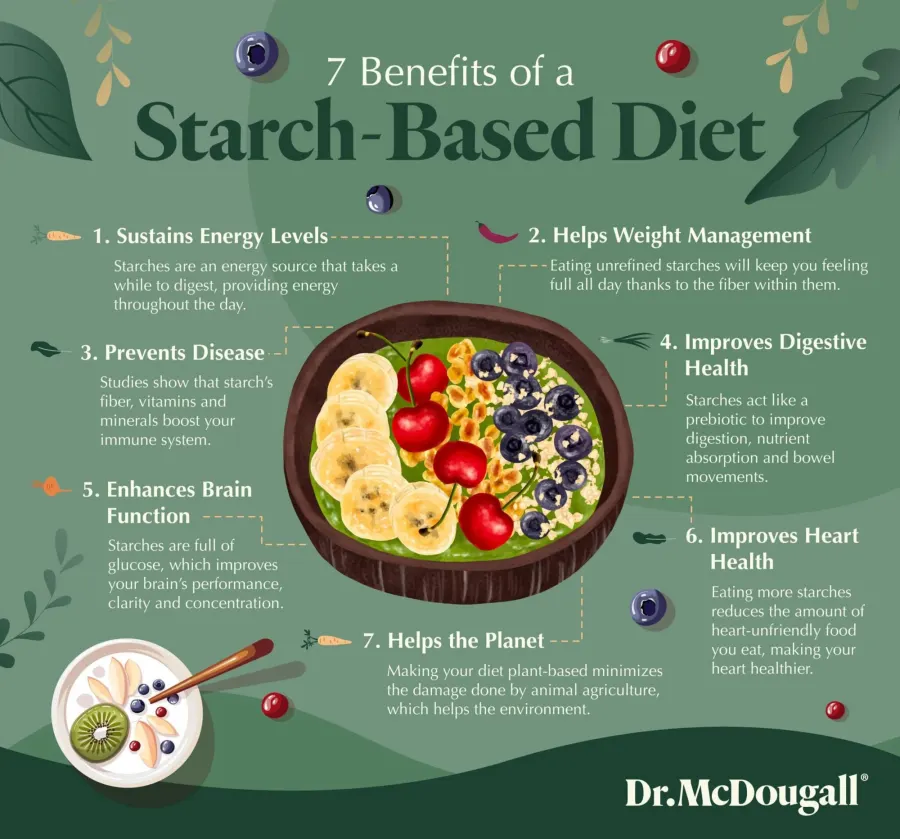 7 Benefits of a
Starch-Based Diet
1. Sustains Energy Levels
Starches are an energy source that takes a
while to digest, providing energy
throughout the day.
2. Helps Weight Management
Eating unrefined starches will keep you feeling
full all day thanks to the fiber within them.
3. Prevents Disease
Studies show that starch's
fiber, vitamins and
minerals boost your
immune system.
4. Improves Digestive
Health
Starches act like a
prebiotic to improve
digestion, nutrient
absorption and bowel
movements.
5. Enhances Brain
Function
Starches are full of
glucose, which improves
your brain's performance,
clarity and concentration.
6. Improves Heart
Health
Eating more starches
reduces the amount of
heart-unfriendly food
you eat, making your
heart healthier.
7. Helps the Planet
Making your diet plant-based minimizes
the damage done by animal agriculture,
which helps the environment.
Dr.McDougall®